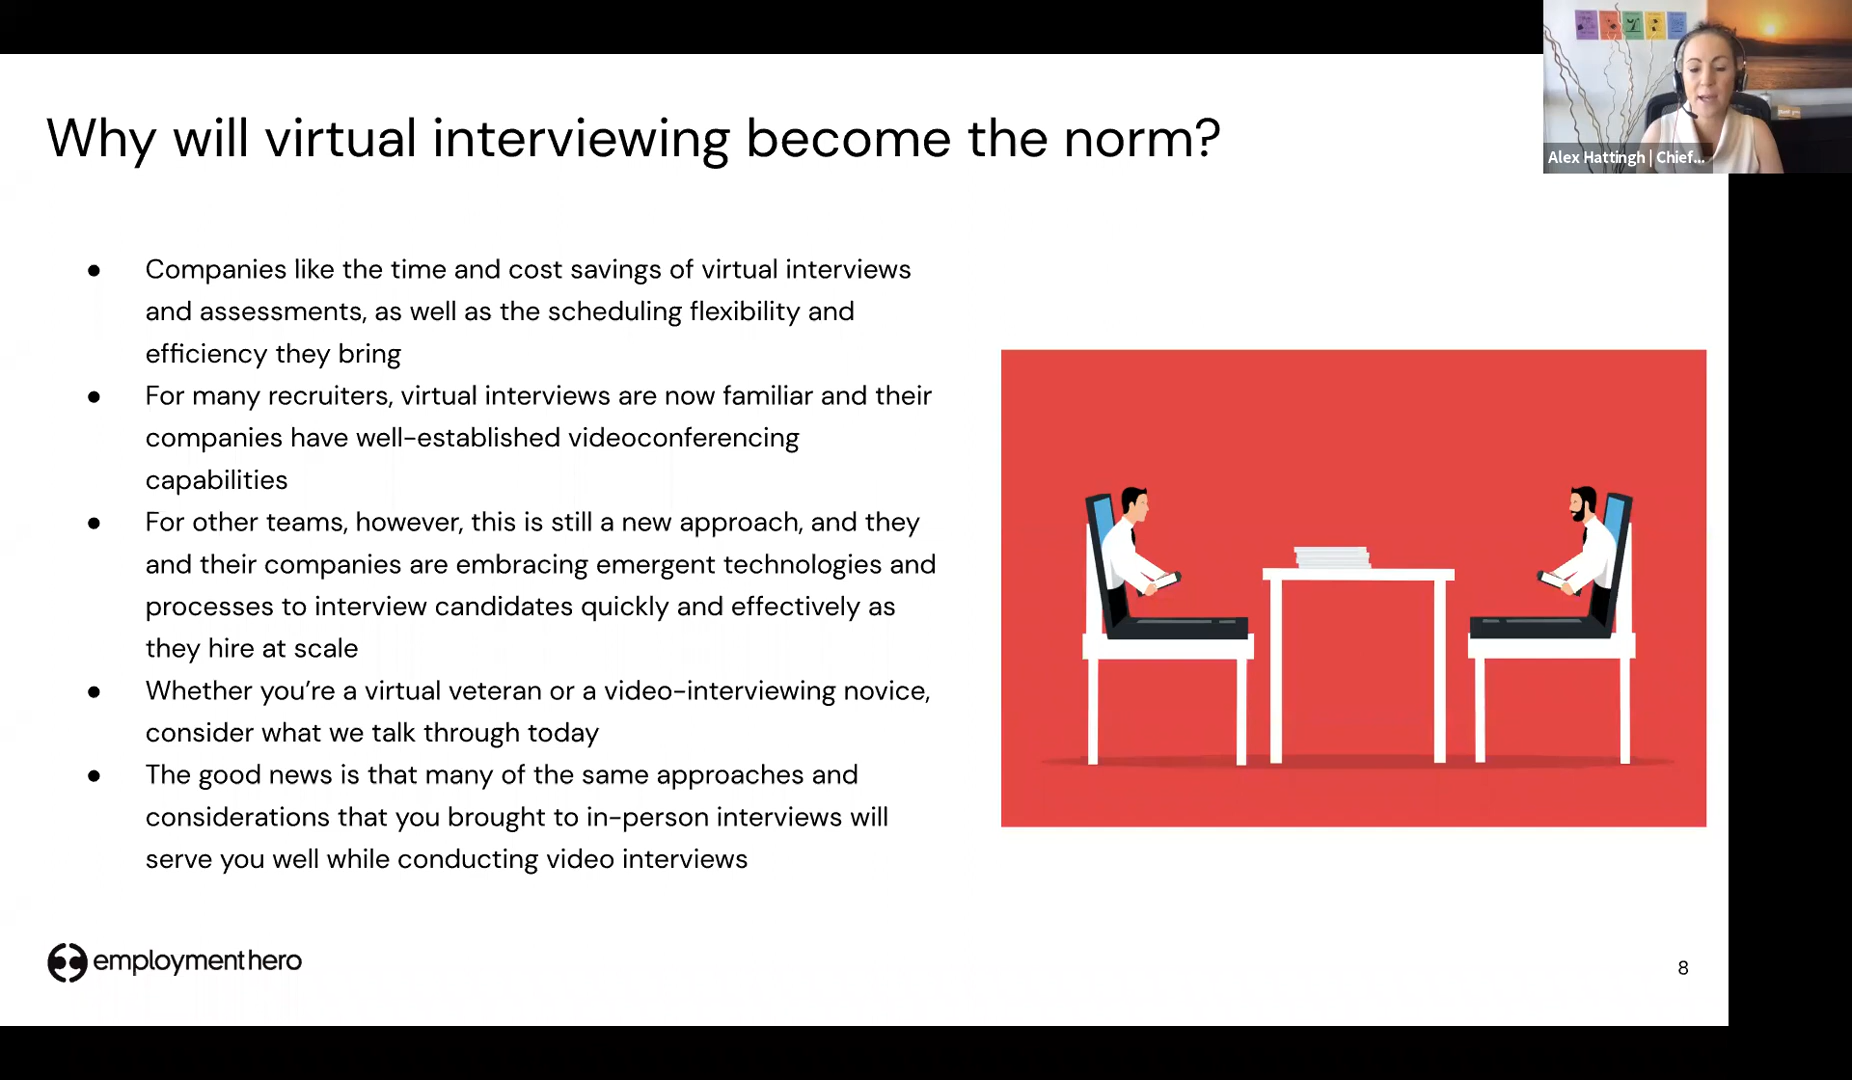 Why will virtual interviewing become the norm?
Alex Hattingh | Chief...
● Companies like the time and cost savings of virtual interviews
and assessments, as well as the scheduling flexibility and
efficiency they bring
● For many recruiters, virtual interviews are now familiar and their
companies have well-established videoconferencing
capabilities
● For other teams, however, this is still a new approach, and they
and their companies are embracing emergent technologies and
processes to interview candidates quickly and effectively as
they hire at scale
● Whether you’re a virtual veteran or a video-interviewing novice,
consider what we talk through today
● The good news is that many of the same approaches and
considerations that you brought to in-person interviews will
serve you well while conducting video interviews
employmenthero
8